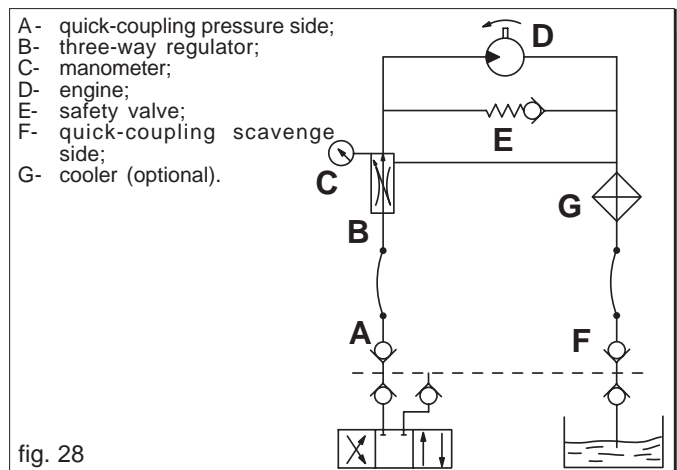 A- quick-coupling pressure side;
B- three-way regulator;
C- manometer;
D- engine;
E- safety valve;
F- quick-coupling scavenge
side;
G- cooler (optional).
D
E
C
G
B
A
F
fig. 28